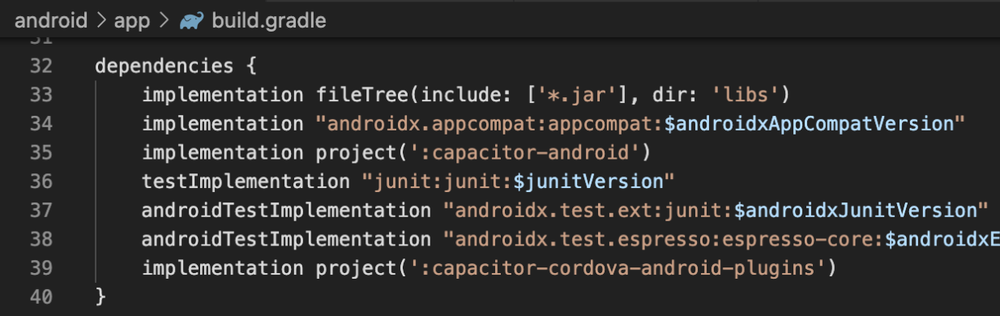 android > app > build.gradle
31
32 dependencies {
33 implementation fileTree(include: ['*.jar'], dir: 'libs')
34 implementation "androidx.appcompat:appcompat:$androidxAppCompatVersion"
35 implementation project(':capacitor-android')
36 testImplementation "junit:junit:$junitVersion"
37 androidTestImplementation "androidx.test.ext:junit:$androidxJunitVersion"
38 androidTestImplementation "androidx.test.espresso:espresso-core:$androidxE
39 implementation project(':capacitor-cordova-android-plugins')
40 }